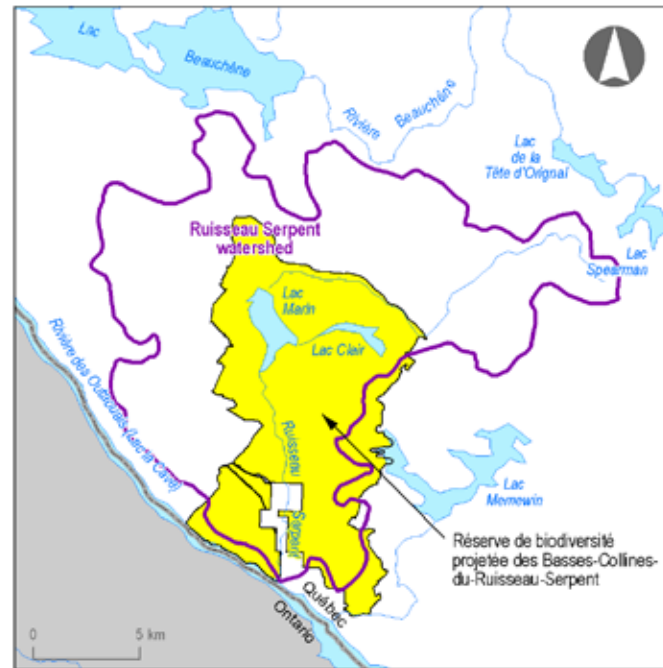 Lac
Beauchêne
Rivière
Beauchêne
Lac
de la
Tête d'Orignal
Ruisseau Serpent
watershed
Lac
Spearman
Lac
Marin
Lac Clair
Rivière des Outaouais (Lac la Cave)
Ruisseau
Serpent
Lac
Memewin
Réserve de biodiversité
projetée des Basses-Collines-
du-Ruisseau-Serpent
Québec
Ontario
0
5 km